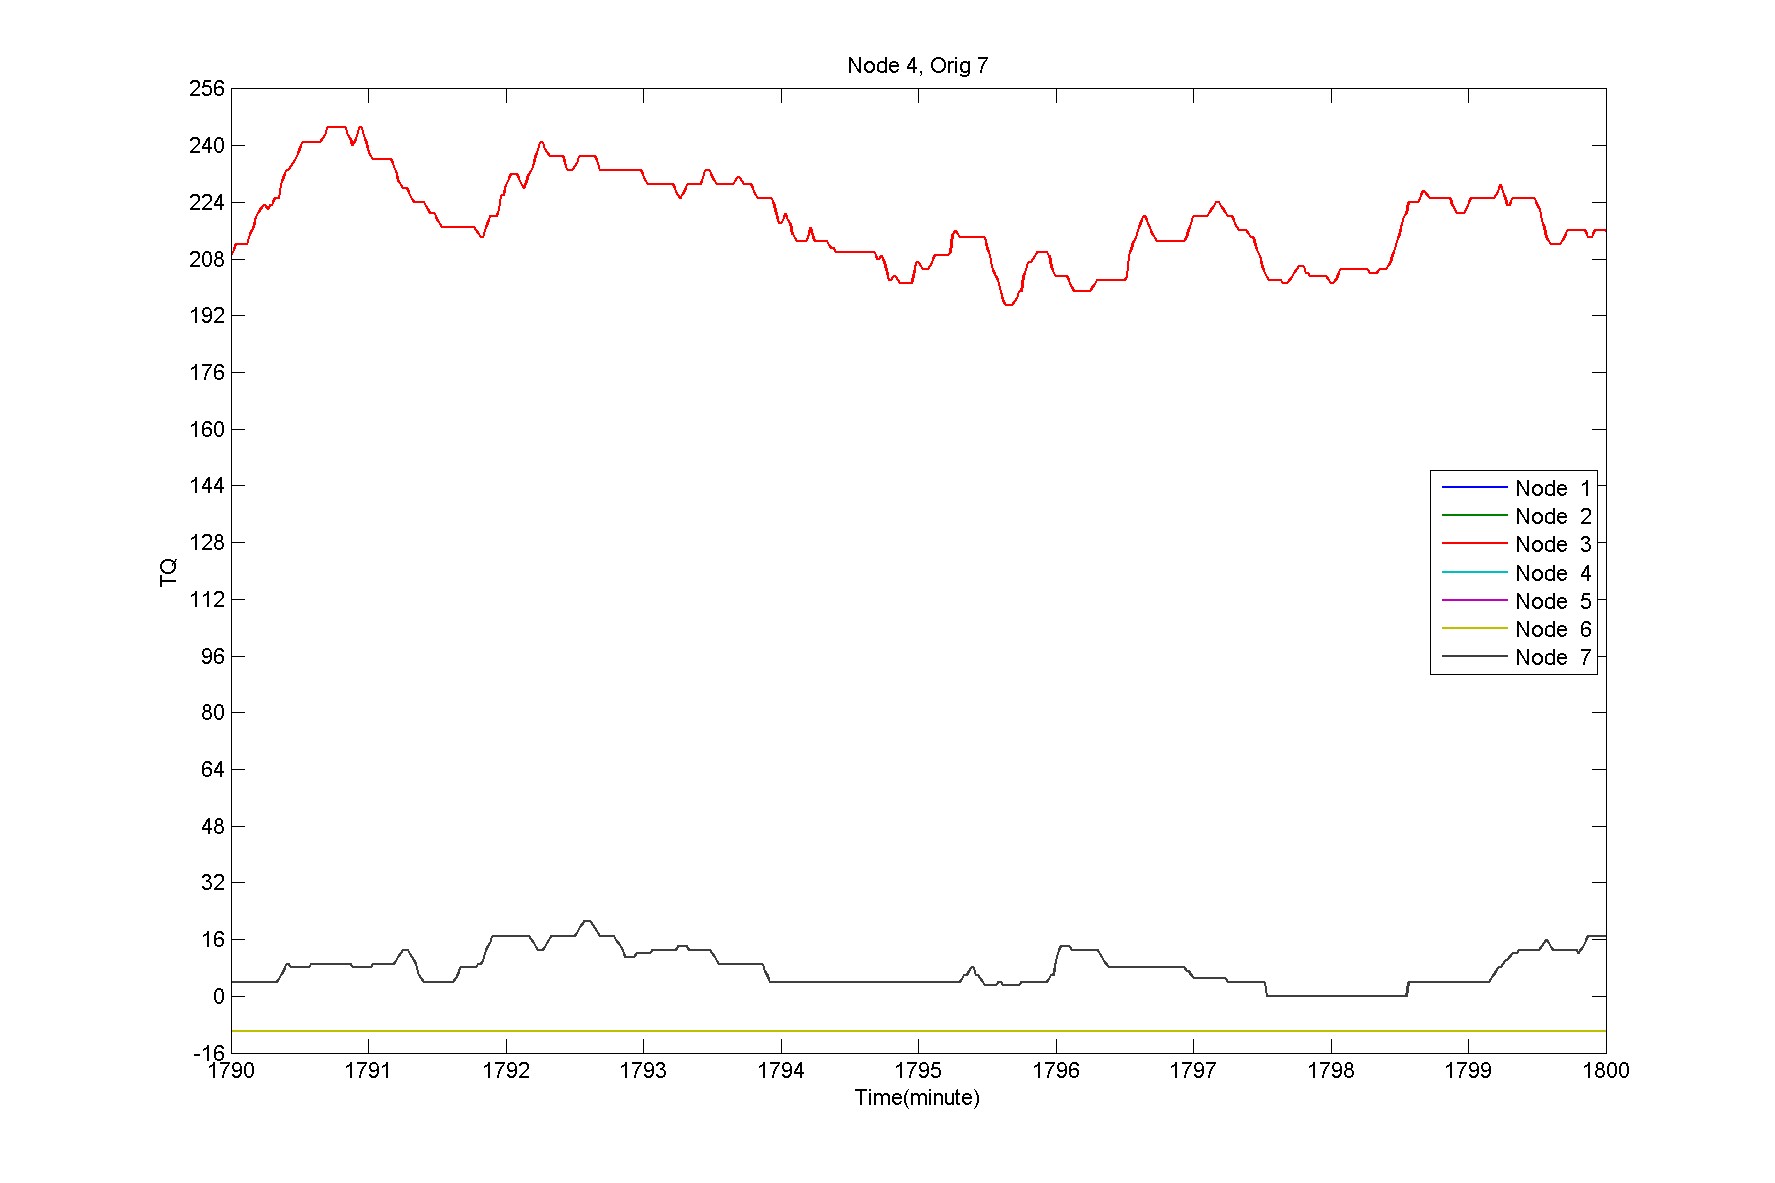 Node 4, Orig 7
256
240
224
208
192
176
160
144
128
112
96
80
64
48
32
16
0
-16
TQ
Node 1
Node 2
Node 3
Node 4
Node 5
Node 6
Node 7
1790 1791 1792 1793 1794 1795 1796 1797 1798 1799 1800
Time(minute)